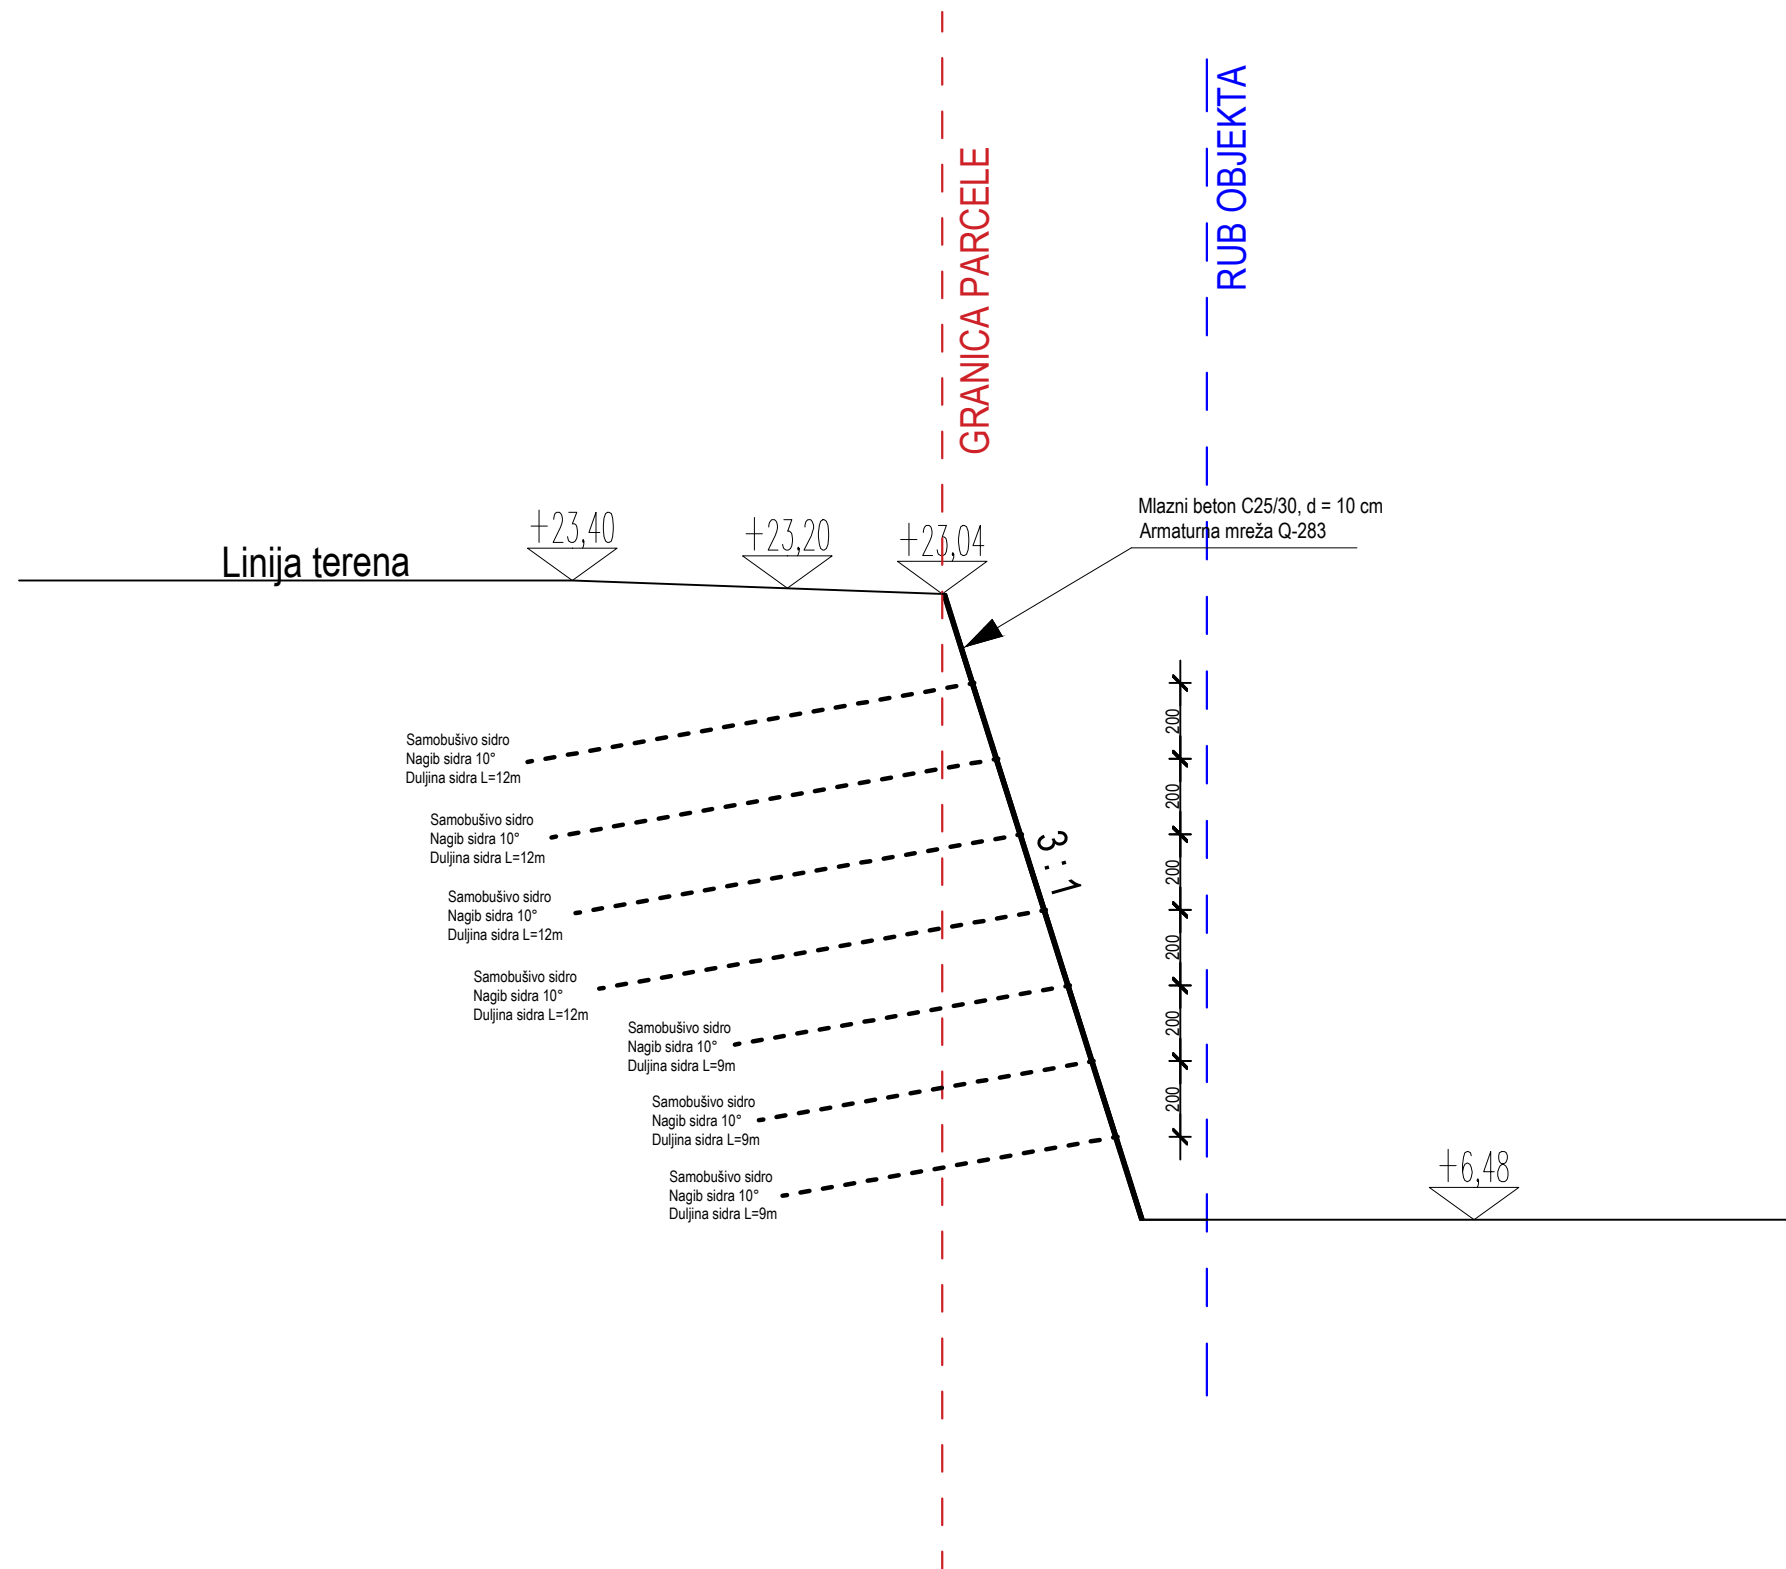 RUB OBJEKTA
GRANICA PARCELE
Mlazni beton C25/30, d = 10 cm
Armaturna mreža Q-283
+23,40
+23,20
+23,04
Linija terena
Samobušivo sidro
Nagib sidra 10°
Duljina sidra L=12m
Samobušivo sidro
Nagib sidra 10°
Duljina sidra L=12m
Samobušivo sidro
Nagib sidra 10°
Duljina sidra L=12m
Samobušivo sidro
Nagib sidra 10°
Duljina sidra L=12m
Samobušivo sidro
Nagib sidra 10°
Duljina sidra L=9m
Samobušivo sidro
Nagib sidra 10°
Duljina sidra L=9m
Samobušivo sidro
Nagib sidra 10°
Duljina sidra L=9m
3 : 1
200
200
200
200
200
200
+6,48